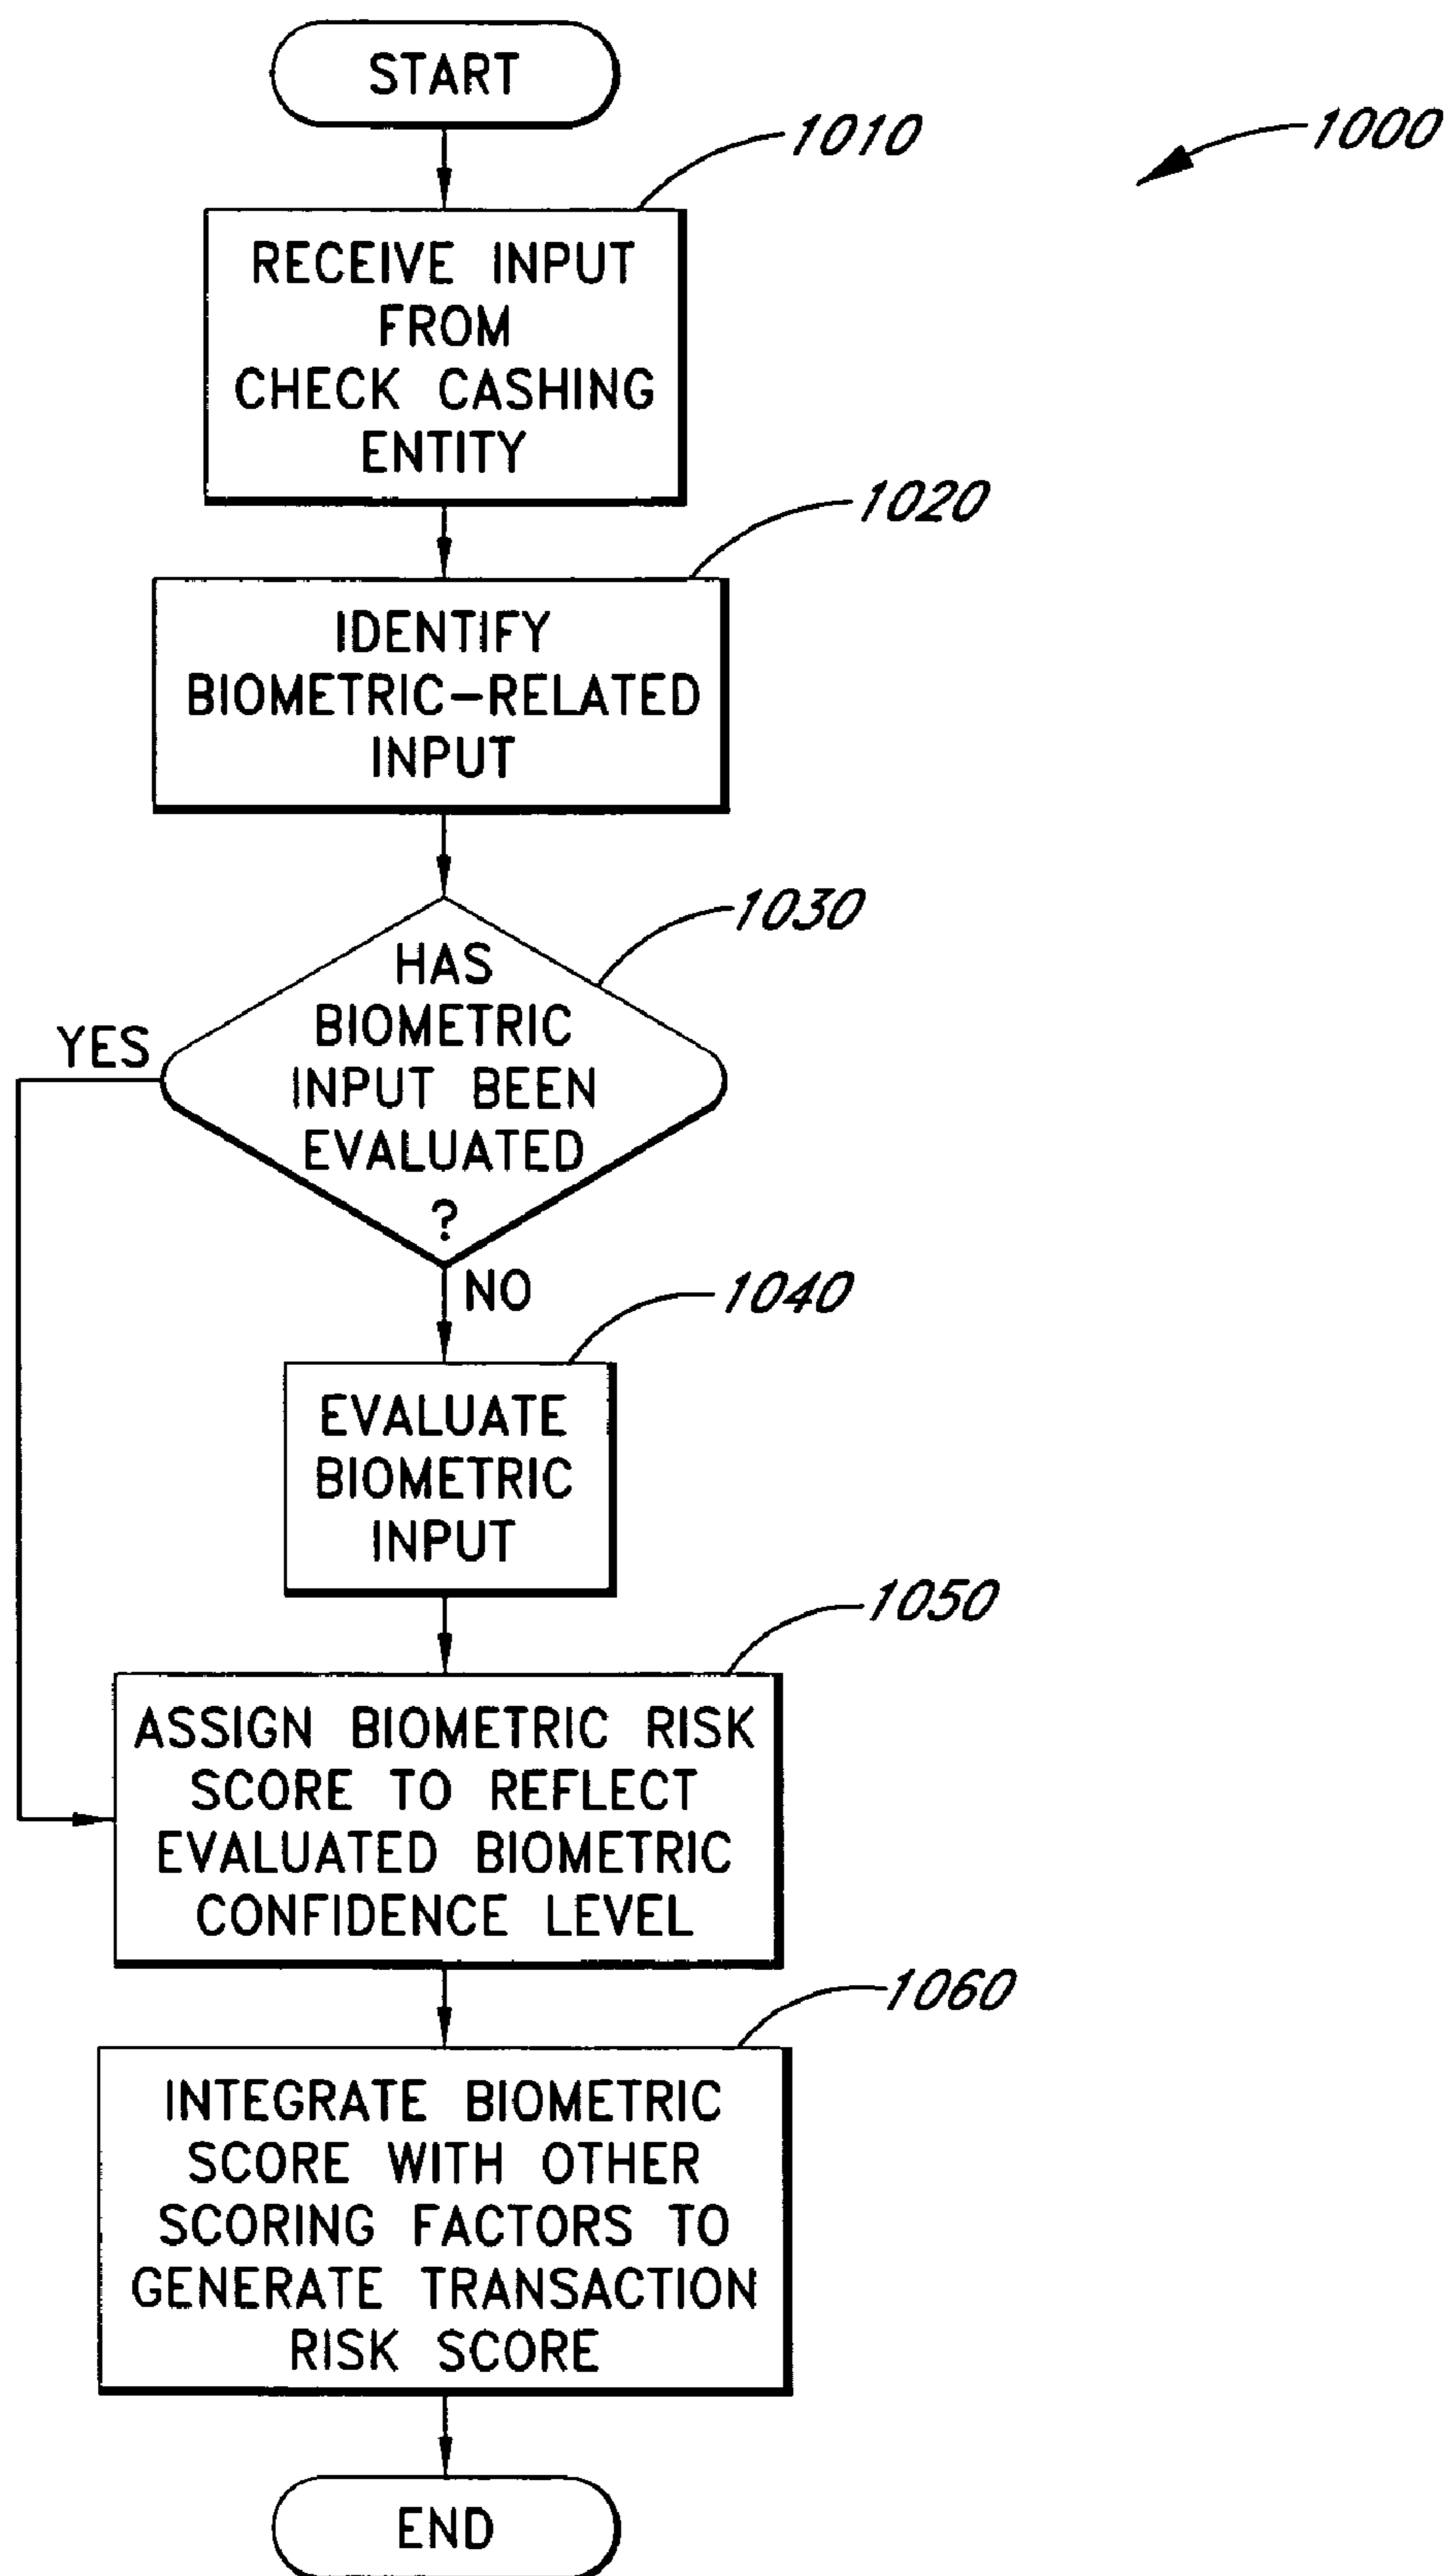 START
1010
1000
RECEIVE INPUT
FROM
CHECK CASHING
ENTITY
1020
IDENTIFY
BIOMETRIC-RELATED
INPUT
1030
HAS
BIOMETRIC
INPUT BEEN
EVALUATED
?
YES
NO
1040
EVALUATE
BIOMETRIC
INPUT
1050
ASSIGN BIOMETRIC RISK
SCORE TO REFLECT
EVALUATED BIOMETRIC
CONFIDENCE LEVEL
1060
INTEGRATE BIOMETRIC
SCORE WITH OTHER
SCORING FACTORS TO
GENERATE TRANSACTION
RISK SCORE
END